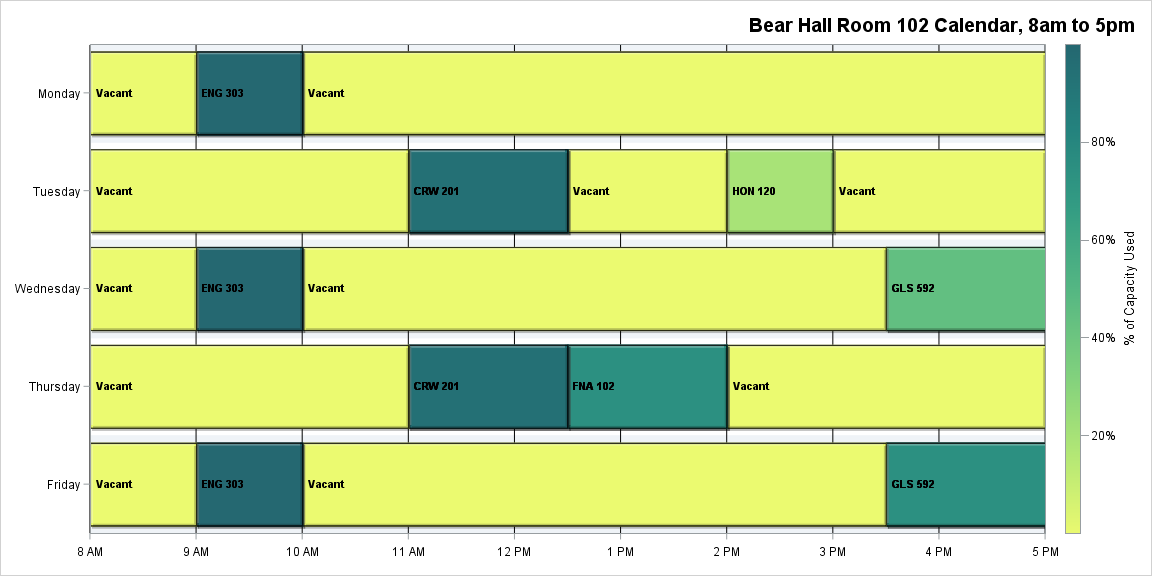 Bear Hall Room 102 Calendar, 8am to 5pm
Monday
Vacant
ENG 303
Vacant
Tuesday
Vacant
CRW 201
Vacant
HON 120
Vacant
Wednesday
Vacant
ENG 303
Vacant
GLS 592
Thursday
Vacant
CRW 201
FNA 102
Vacant
Friday
Vacant
ENG 303
Vacant
GLS 592
8 AM
9 AM
10 AM
11 AM
12 PM
1 PM
2 PM
3 PM
4 PM
5 PM
80%
60%
40%
20%
% of Capacity Used